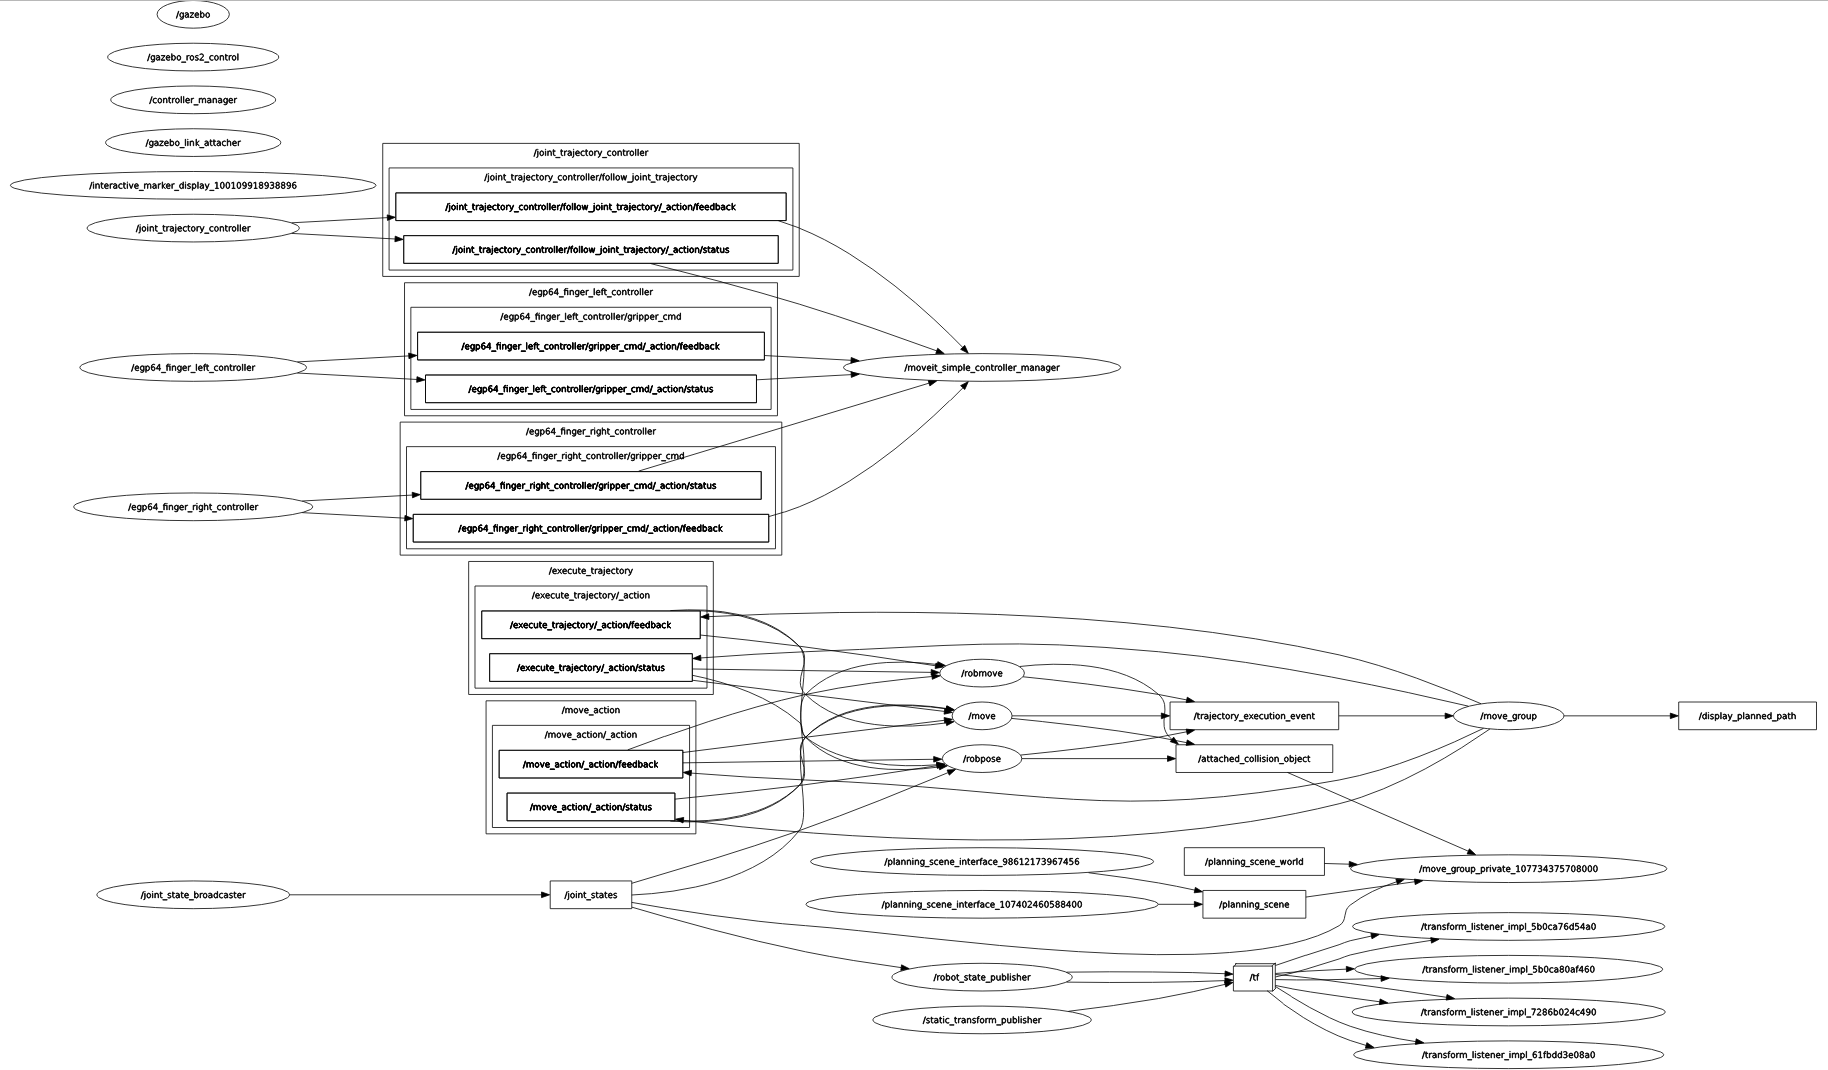 /gazebo
/gazebo_ros2_control
/controller_manager
/gazebo_link_attacher
/interactive_marker_display_100109918938896
/joint_trajectory_controller
/joint_trajectory_controller
/joint_trajectory_controller/follow_joint_trajectory
/joint_trajectory_controller/follow_joint_trajectory/_action/feedback
/joint_trajectory_controller/follow_joint_trajectory/_action/status
/egp64_finger_left_controller
/egp64_finger_left_controller
/egp64_finger_left_controller/gripper_cmd
/egp64_finger_left_controller/gripper_cmd/_action/feedback
/egp64_finger_left_controller/gripper_cmd/_action/status
/moveit_simple_controller_manager
/egp64_finger_right_controller
/egp64_finger_right_controller
/egp64_finger_right_controller/gripper_cmd
/egp64_finger_right_controller/gripper_cmd/_action/status
/egp64_finger_right_controller/gripper_cmd/_action/feedback
/execute_trajectory
/execute_trajectory/_action
/execute_trajectory/_action/feedback
/execute_trajectory/_action/status
/move_action
/move_action/_action
/move_action/_action/feedback
/move_action/_action/status
/robmove
/move
/robpose
/trajectory_execution_event
/attached_collision_object
/move_group
/display_planned_path
/joint_state_broadcaster
/joint_states
/planning_scene_interface_98612173967456
/planning_scene_interface_107402460588400
/planning_scene_world
/planning_scene
/move_group_private_107734375708000
/robot_state_publisher
/static_transform_publisher
/tf
/transform_listener_impl_5b0ca76d54a0
/transform_listener_impl_5b0ca80af460
/transform_listener_impl_7286b024c490
/transform_listener_impl_61fbdd3e08a0